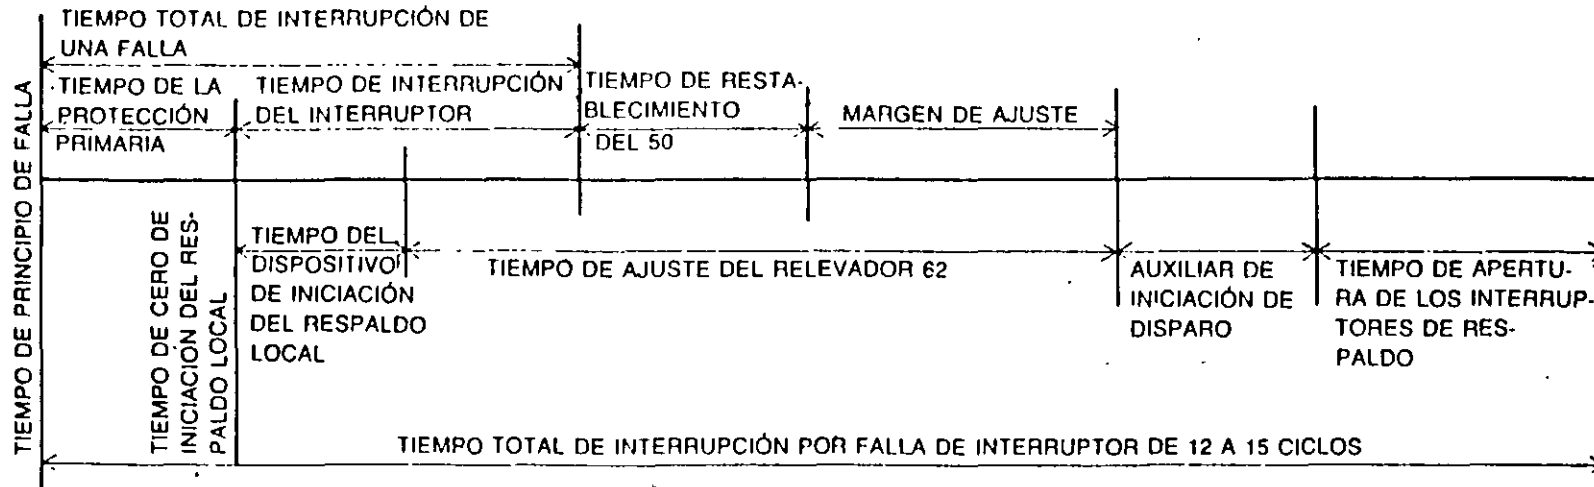 TIEMPO TOTAL DE INTERRUPCIÓN DE
UNA FALLA
TIEMPO DE LA
PROTECCIÓN
PRIMARIA
TIEMPO DE INTERRUPCIÓN
DEL INTERRUPTOR
TIEMPO DE RESTA-
BLECIMIENTO
DEL 50
MARGEN DE AJUSTE
TIEMPO DE PRINCIPIO DE FALLA
TIEMPO DE CERO DE
INICIACIÓN DEL RES-
PALDO LOCAL
TIEMPO DEL
DISPOSITIVO
DE INICIACIÓN
DEL RESPALDO
LOCAL
TIEMPO DE AJUSTE DEL RELEVADOR 62
AUXILIAR DE
INICIACIÓN DE
DISPARO
TIEMPO DE APERTU-
RA DE LOS INTERRUP-
TORES DE RES-
PALDO
TIEMPO TOTAL DE INTERRUPCIÓN POR FALLA DE INTERRUPTOR DE 12 A 15 CICLOS